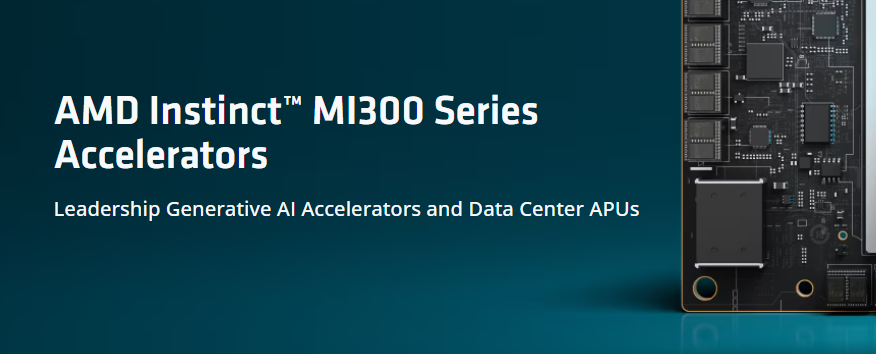 AMD Instinct™ MI300 Series
Accelerators
Leadership Generative AI Accelerators and Data Center APUs